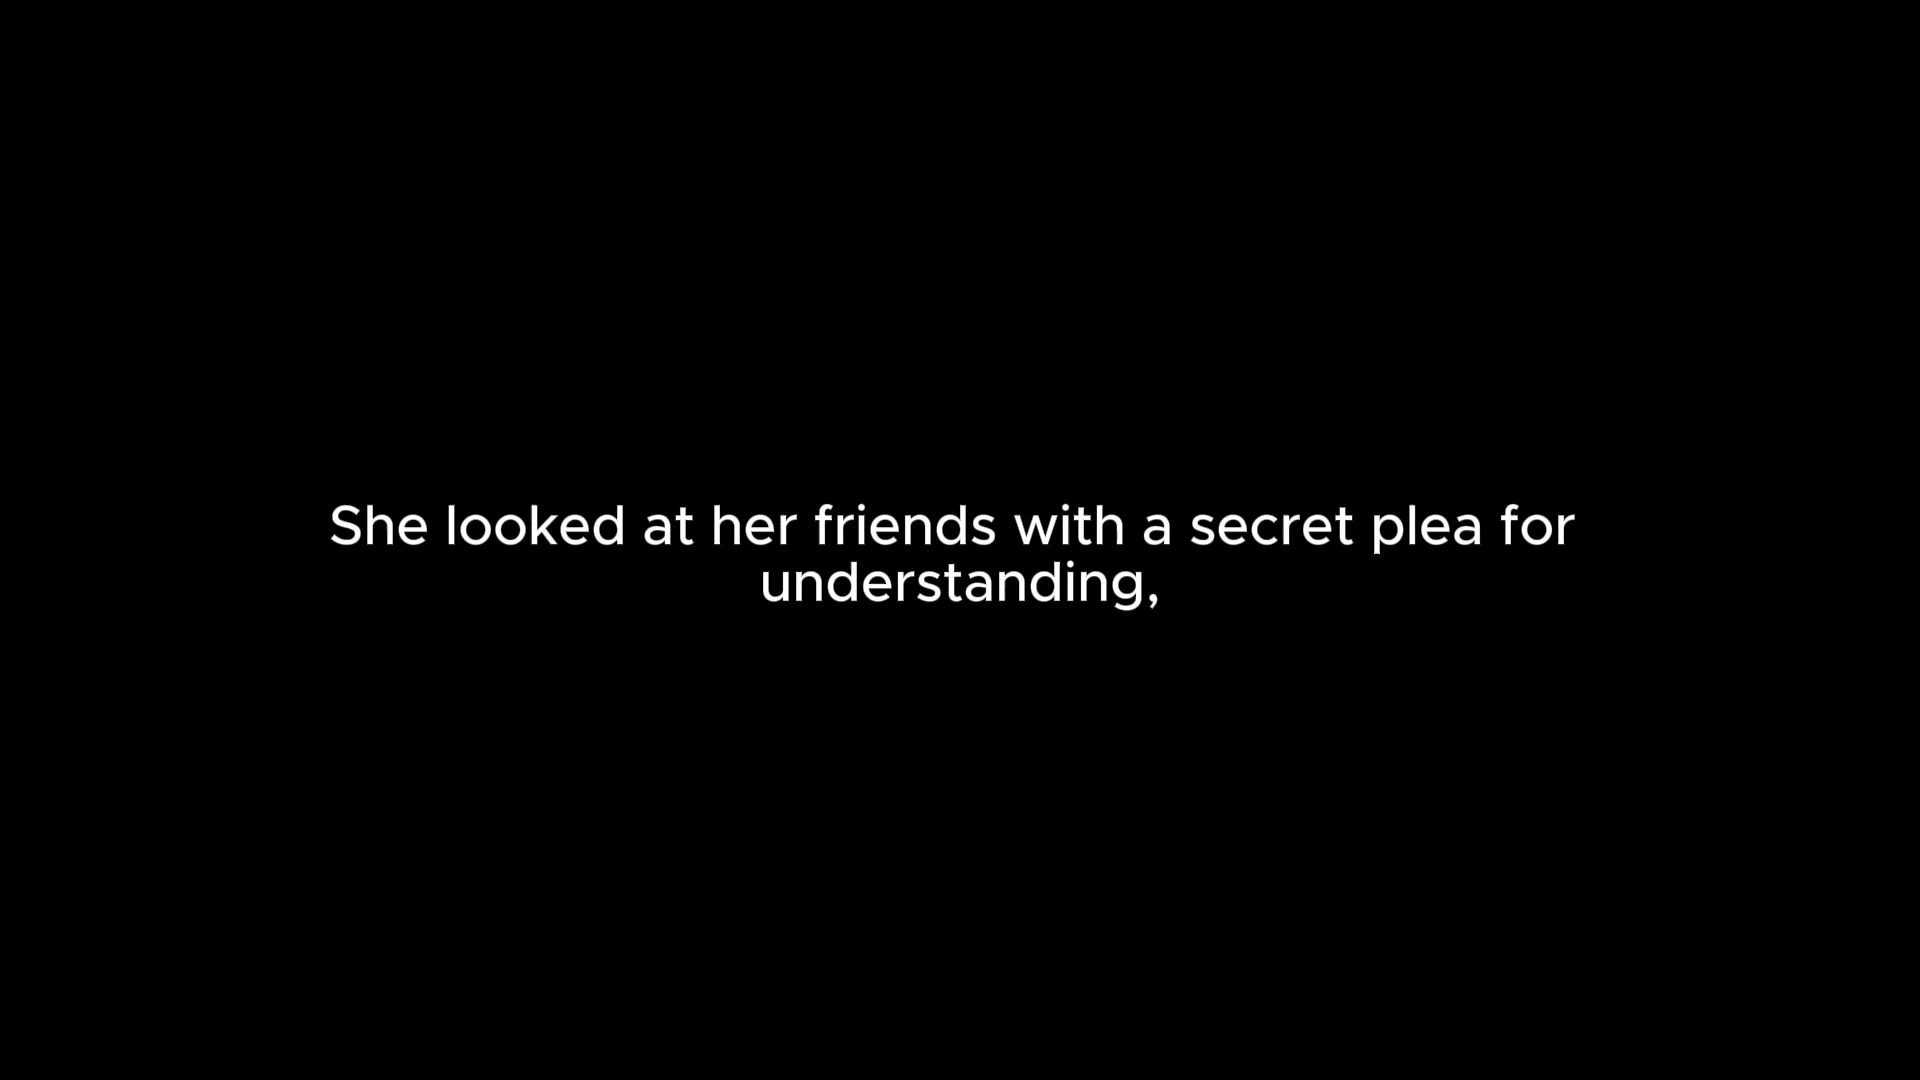 She looked at her friends with a secret plea for
understanding,